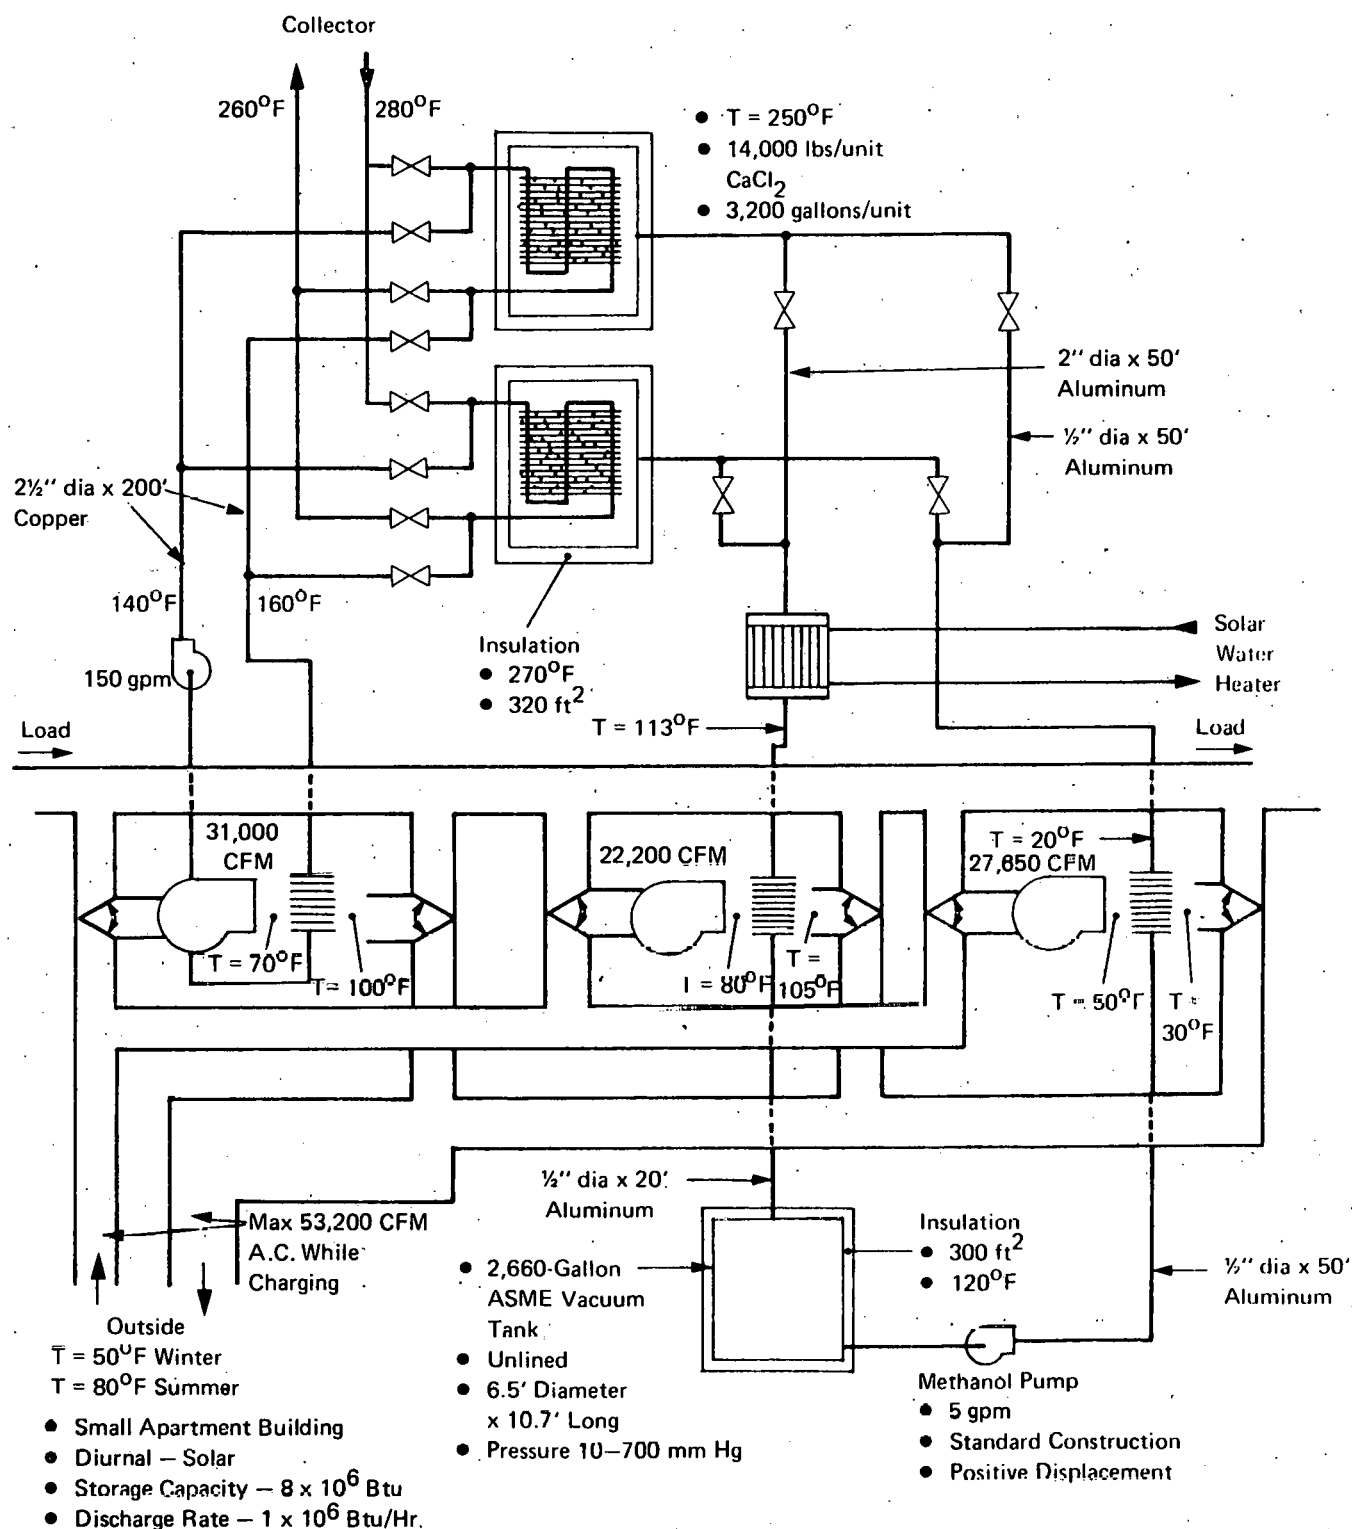 Collector
260°F
280°F
• T = 250°F
• 14,000 lbs/unit
CaCl2
• 3,200 gallons/unit
2" dia x 50'
Aluminum
½" dia x 50'
Aluminum
2½" dia x 200'
Copper
140°F
160°F
150 gpm
Insulation
• 270°F
• 320 ft2
Solar
Water
Heater
T = 113°F
Load
Load
31,000
CFM
22,200 CFM
T = 20°F
27,650 CFM
T = 70°F
T = 100°F
T = 80°F
T =
105°F
T = 50°F
T =
30°F
½" dia x 20'
Aluminum
Max 53,200 CFM
A.C. While
Charging
Insulation
• 300 ft2
• 120°F
• 2,660-Gallon
ASME Vacuum
Tank
• Unlined
• 6.5' Diameter
x 10.7' Long
• Pressure 10–700 mm Hg
½" dia x 50'
Aluminum
Outside
T = 50°F Winter
T = 80°F Summer
Methanol Pump
• 5 gpm
• Standard Construction
• Positive Displacement
• Small Apartment Building
• Diurnal – Solar
• Storage Capacity – 8 x 10^6 Btu
• Discharge Rate – 1 x 10^6 Btu/Hr.